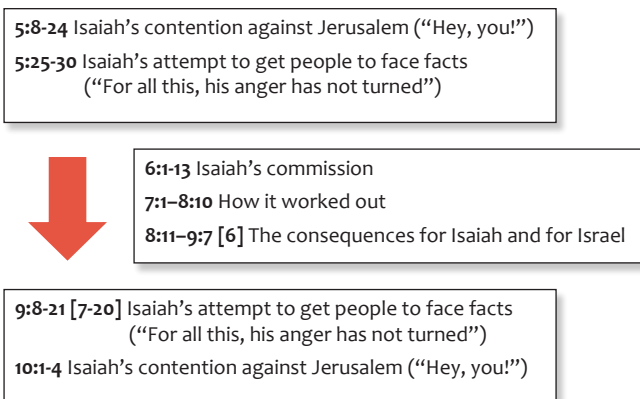 5:8-24 Isaiah’s contention against Jerusalem (“Hey, you!”)
5:25-30 Isaiah’s attempt to get people to face facts
(“For all this, his anger has not turned”)
6:1-13 Isaiah’s commission
7:1–8:10 How it worked out
8:11–9:7 [6] The consequences for Isaiah and for Israel
9:8-21 [7-20] Isaiah’s attempt to get people to face facts
(“For all this, his anger has not turned”)
10:1-4 Isaiah’s contention against Jerusalem (“Hey, you!”)